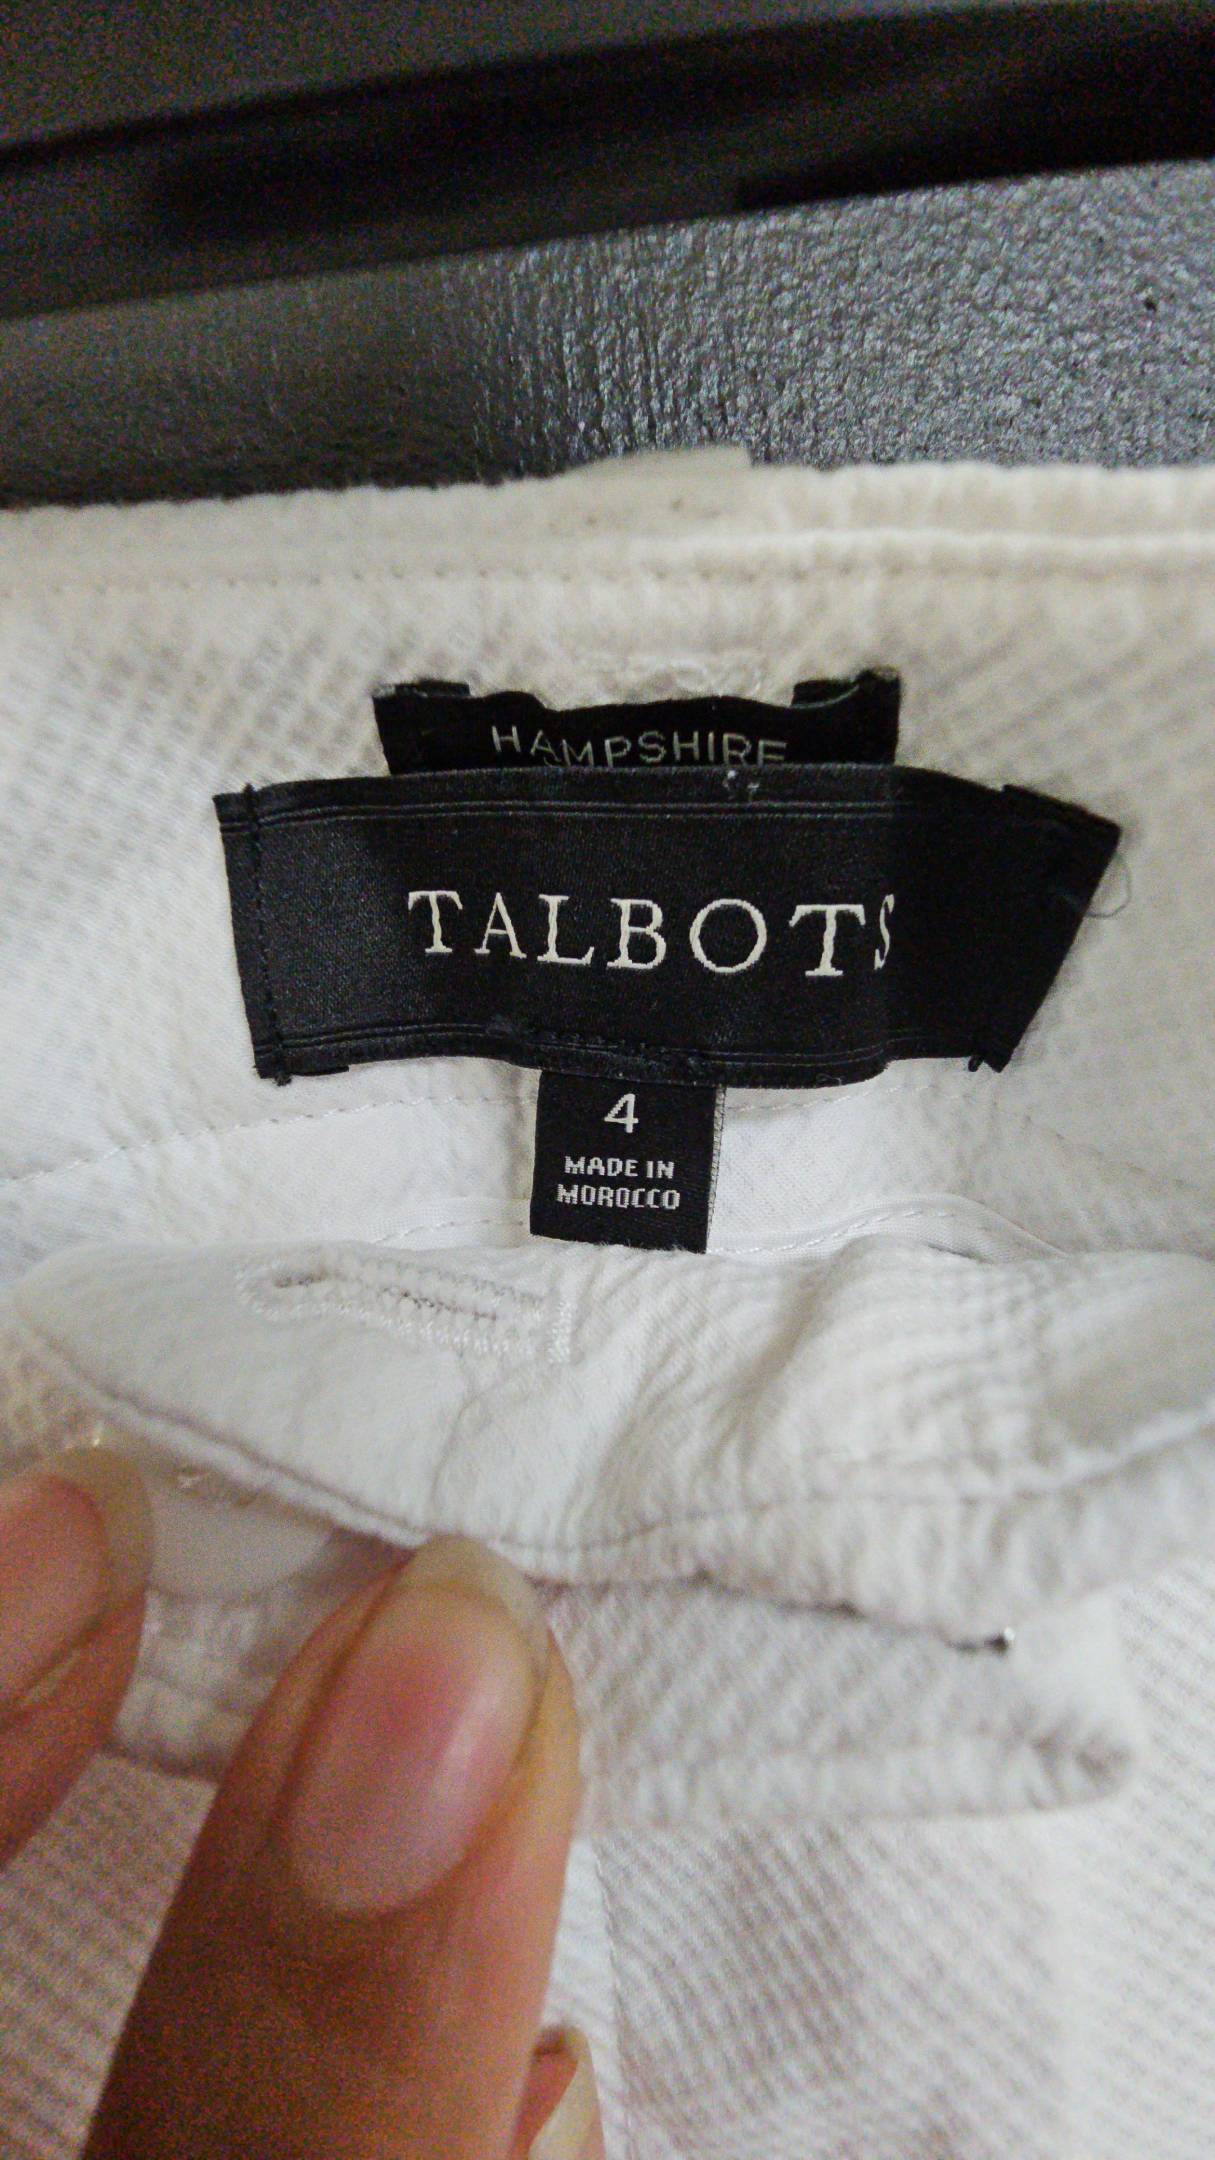 HAMPSHIRE
TALBOTS
4
MADE IN
MOROCCO